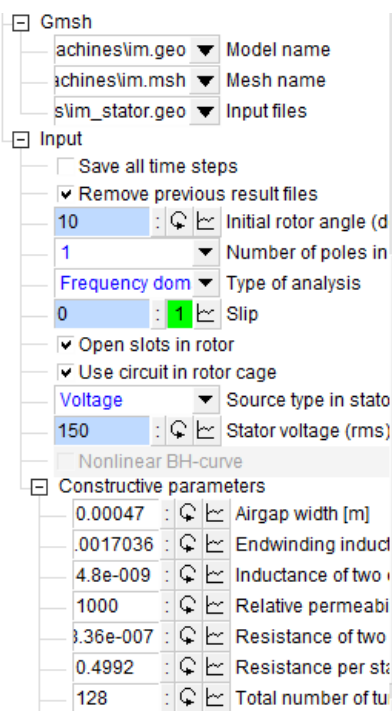 Gmsh
achines\im.geo Model name
achines\im.msh Mesh name
s\im_stator.geo Input files
Input
Save all time steps
Remove previous result files
10 : Initial rotor angle (d
1 Number of poles in
Frequency dom Type of analysis
0 : 1 Slip
Open slots in rotor
Use circuit in rotor cage
Voltage Source type in stato
150 : Stator voltage (rms)
Nonlinear BH-curve
Constructive parameters
0.00047 : Airgap width [m]
.0017036 : Endwinding induct
4.8e-009 : Inductance of two
1000 : Relative permeabi
3.36e-007 : Resistance of two
0.4992 : Resistance per sta
128 : Total number of tu